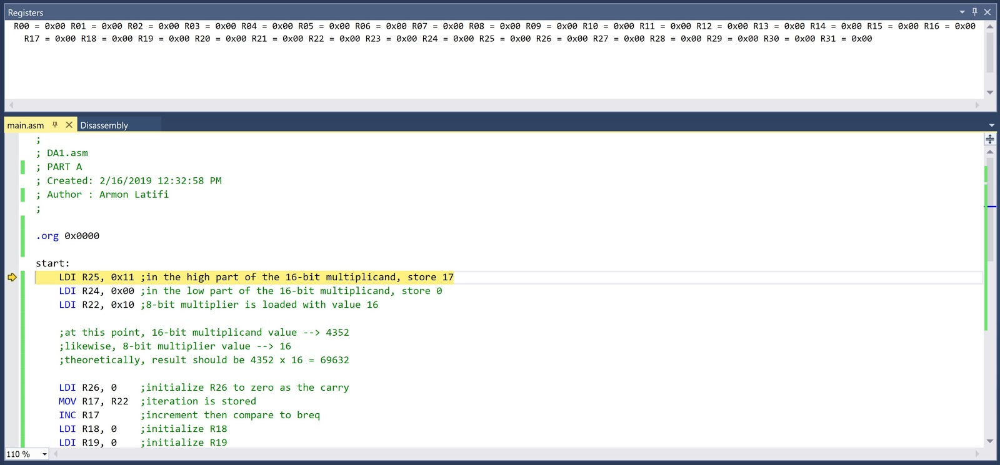 Registers
R00 = 0x00 R01 = 0x00 R02 = 0x00 R03 = 0x00 R04 = 0x00 R05 = 0x00 R06 = 0x00 R07 = 0x00 R08 = 0x00 R09 = 0x00 R10 = 0x00 R11 = 0x00 R12 = 0x00 R13 = 0x00 R14 = 0x00 R15 = 0x00 R16 = 0x00
R17 = 0x00 R18 = 0x00 R19 = 0x00 R20 = 0x00 R21 = 0x00 R22 = 0x00 R23 = 0x00 R24 = 0x00 R25 = 0x00 R26 = 0x00 R27 = 0x00 R28 = 0x00 R29 = 0x00 R30 = 0x00 R31 = 0x00
main.asm Disassembly
;
; DA1.asm
; PART A
; Created: 2/16/2019 12:32:58 PM
; Author : Armon Latifi
;
.org 0x0000
start:
LDI R25, 0x11 ;in the high part of the 16-bit multiplicand, store 17
LDI R24, 0x00 ;in the low part of the 16-bit multiplicand, store 0
LDI R22, 0x10 ;8-bit multiplier is loaded with value 16
;at this point, 16-bit multiplicand value --> 4352
;likewise, 8-bit multiplier value --> 16
;theoretically, result should be 4352 x 16 = 69632
LDI R26, 0 ;initialize R26 to zero as the carry
MOV R17, R22 ;iteration is stored
INC R17 ;increment then compare to breq
LDI R18, 0 ;initialize R18
LDI R19, 0 ;initialize R19
110 %